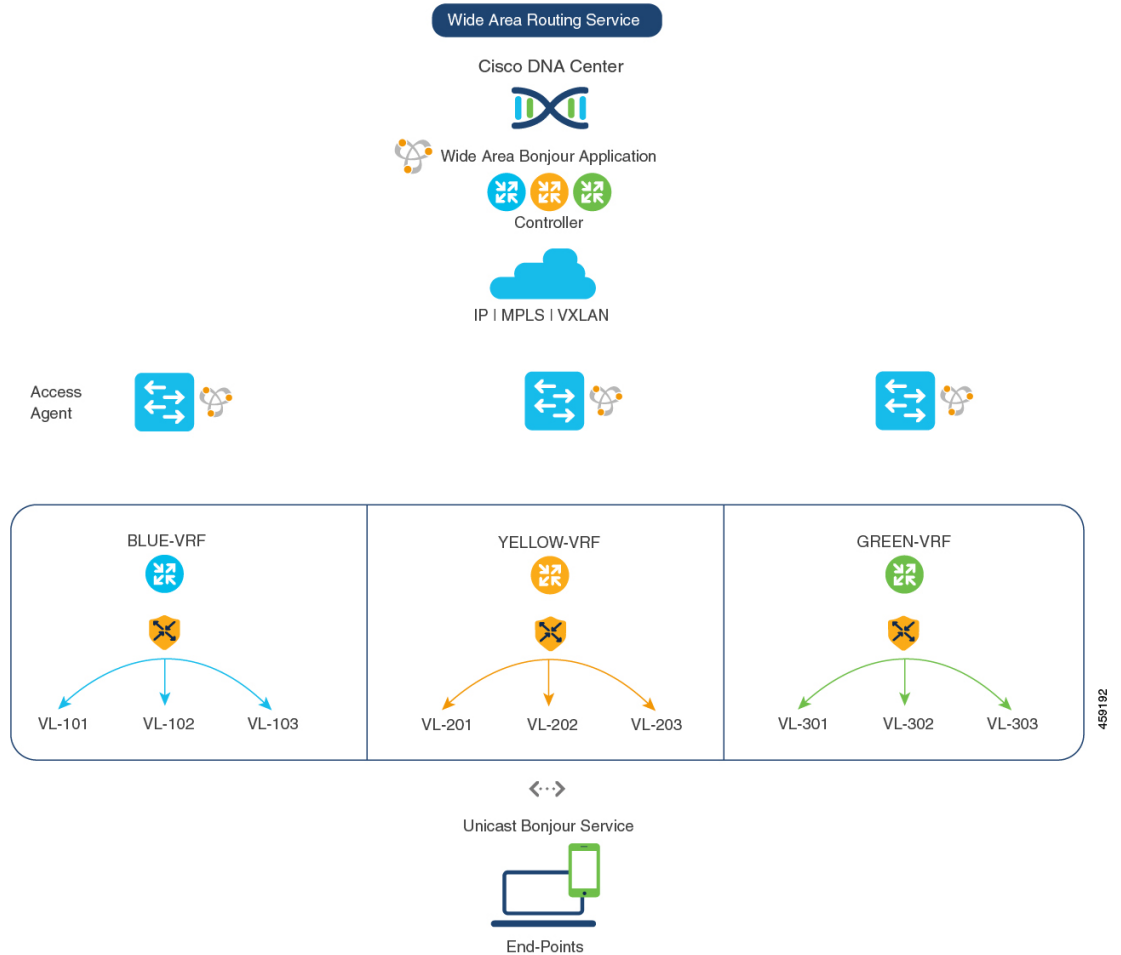 Wide Area Routing Service
Cisco DNA Center
Wide Area Bonjour Application
Controller
IP | MPLS | VXLAN
Access
Agent
BLUE-VRF
YELLOW-VRF
GREEN-VRF
VL-101
VL-102
VL-103
VL-201
VL-202
VL-203
VL-301
VL-302
VL-303
459192
Unicast Bonjour Service
End-Points